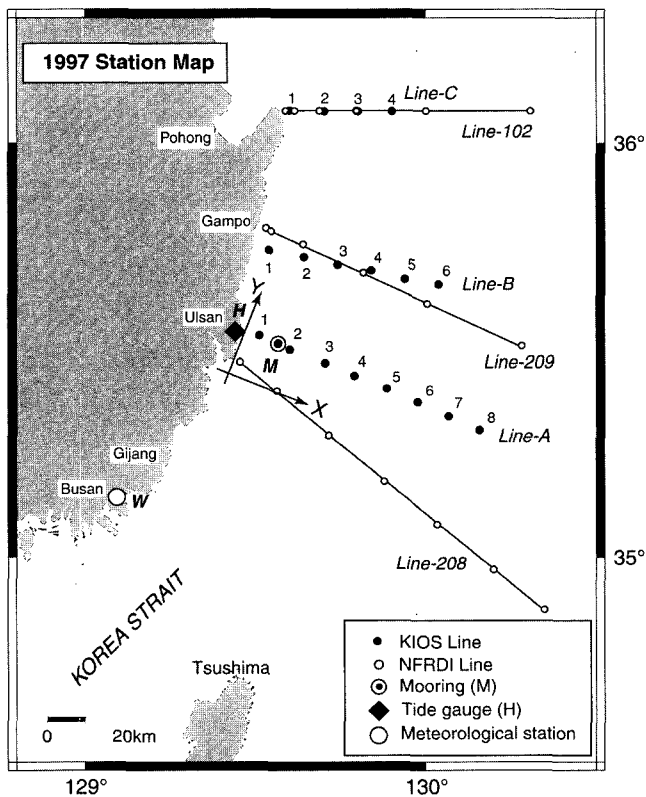 1997 Station Map
1 2 3 4 Line-C
Line-102
Pohong
36°
Gampo
1 2 3 4 5 6 Line-B
Y
Ulsan H
Line-209
1 2 3 4 5 6 7 8 Line-A
M
X
Gijang
Busan W
Line-208
35°
KOREA STRAIT
Tsushima
KIOS Line
NFRDI Line
Mooring (M)
Tide gauge (H)
Meteorological station
0 20km
129° 130°